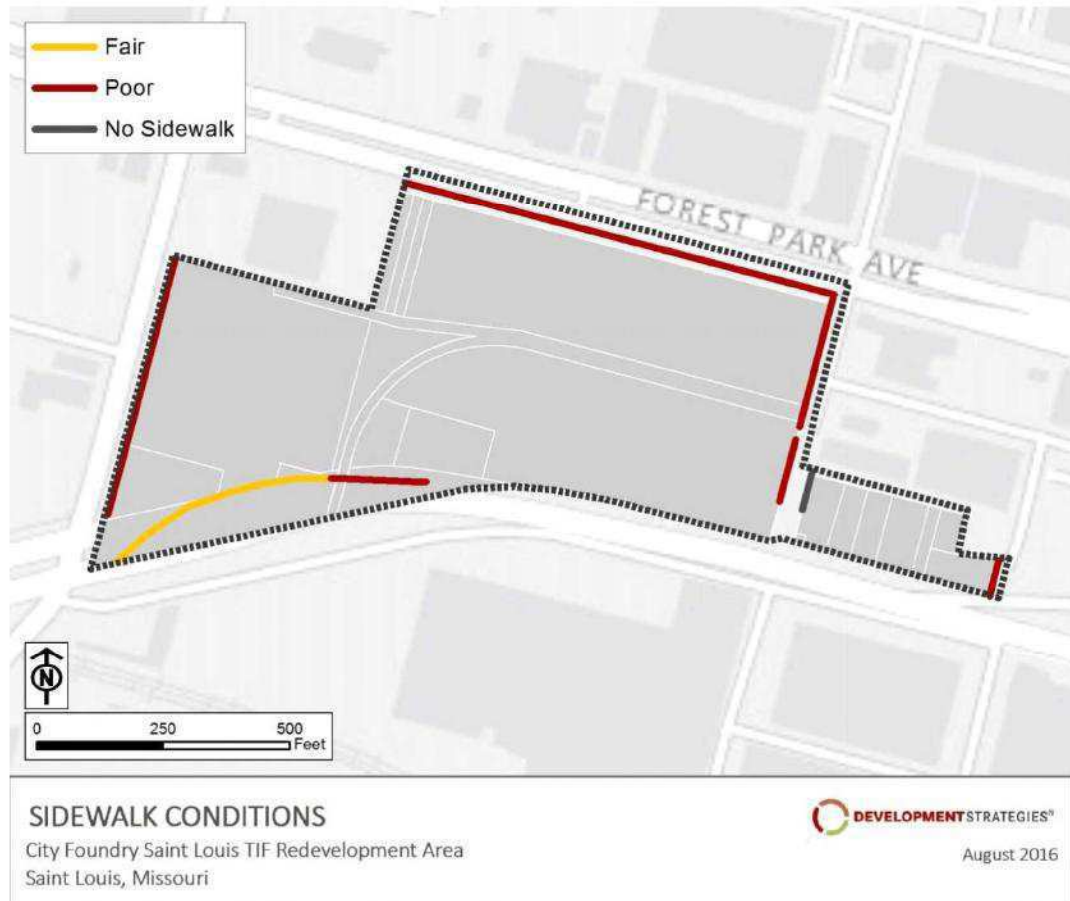 Fair
Poor
No Sidewalk
FOREST PARK AVE
N
0 250 500
Feet
SIDEWALK CONDITIONS
City Foundry Saint Louis TIF Redevelopment Area
Saint Louis, Missouri
DEVELOPMENTSTRATEGIES®
August 2016